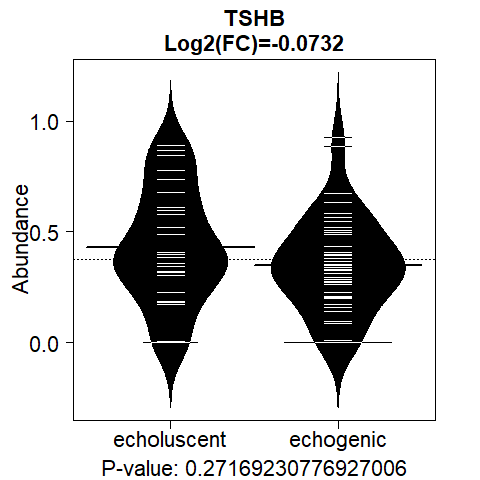 TSHB
Log2(FC)=-0.0732
Abundance
1.0
0.5
0.0
echoluscent echogenic
P-value: 0.27169230776927006